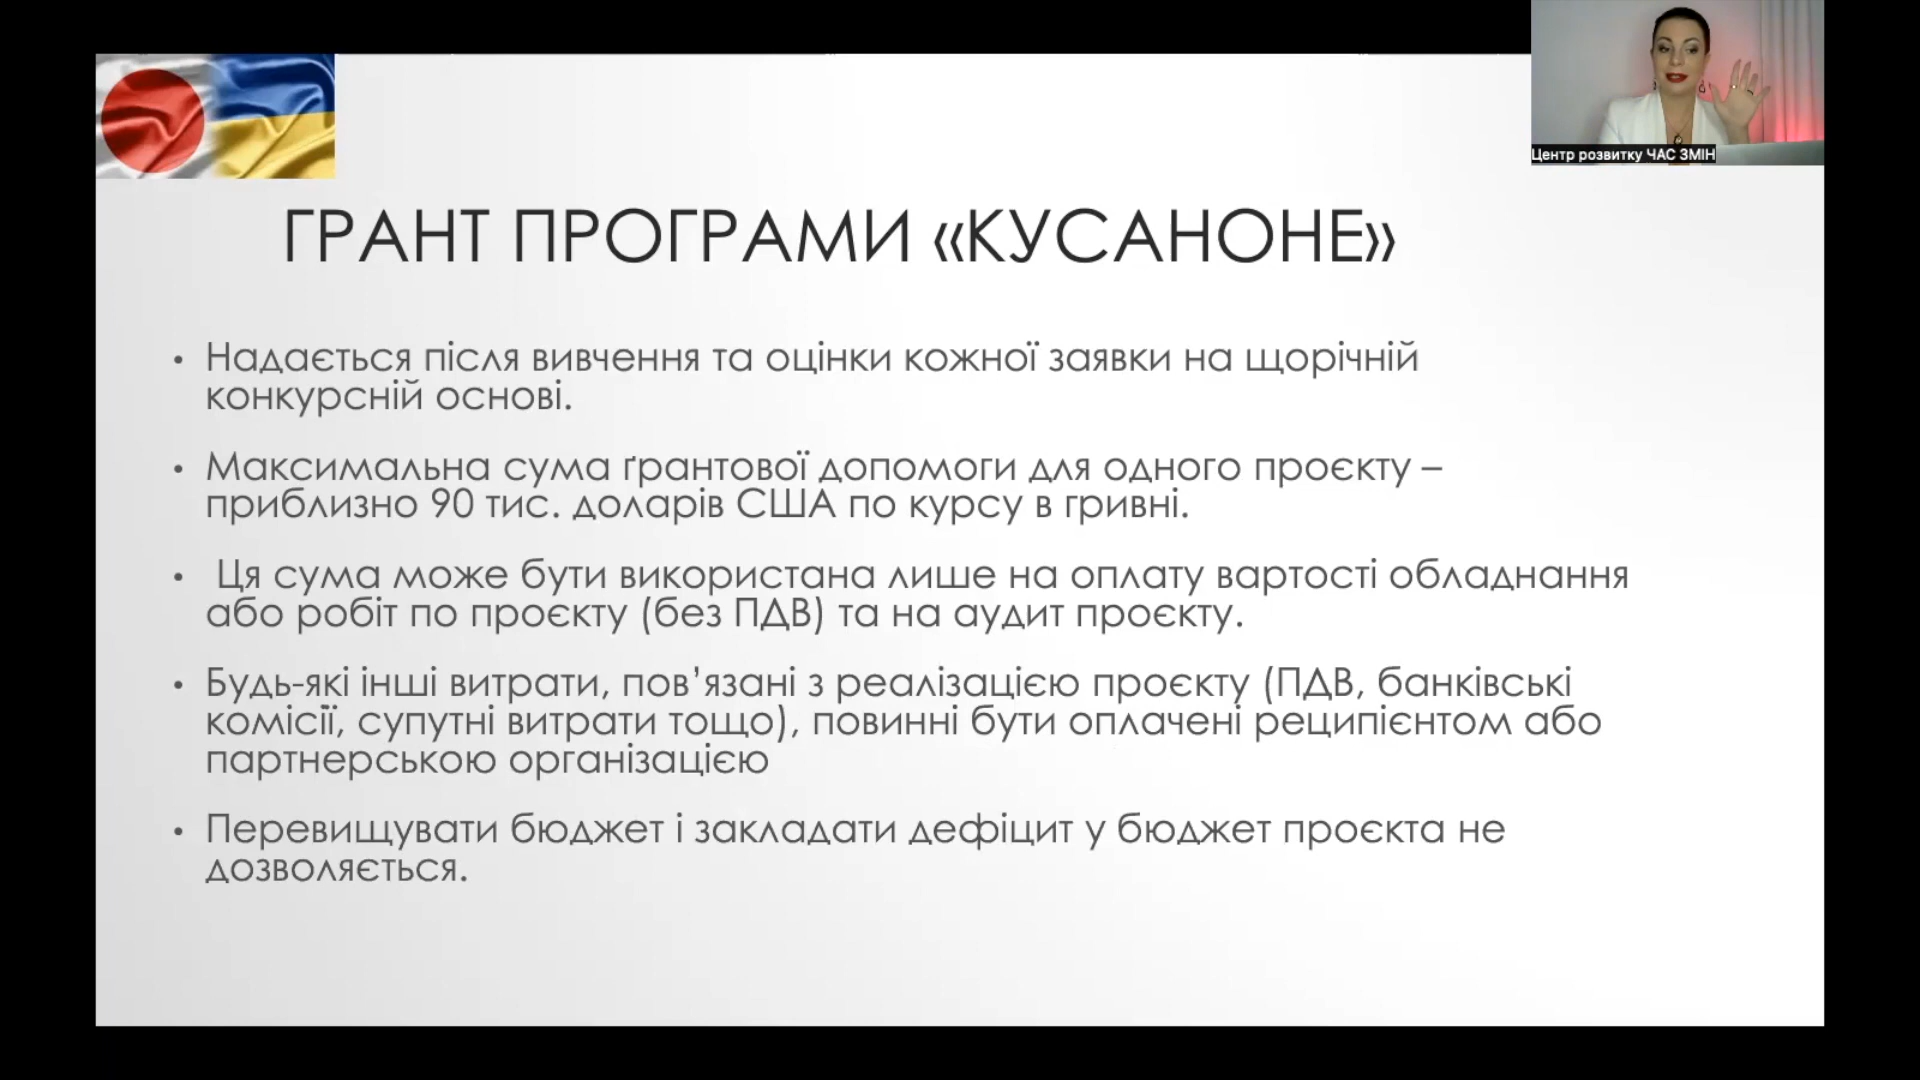 Центр розвитку ЧАС ЗМІН
ГРАНТ ПРОГРАМИ «КУСАНОНЕ»
• Надається після вивчення та оцінки кожної заявки на щорічній
конкурсній основі.
• Максимальна сума ґрантової допомоги для одного проєкту –
приблизно 90 тис. доларів США по курсу в гривні.
• Ця сума може бути використана лише на оплату вартості обладнання
або робіт по проєкту (без ПДВ) та на аудит проєкту.
• Будь-які інші витрати, пов’язані з реалізацією проєкту (ПДВ, банківські
комісії, супутні витрати тощо), повинні бути оплачені реципієнтом або
партнерською організацією
• Перевищувати бюджет і закладати дефіцит у бюджет проєкта не
дозволяється.